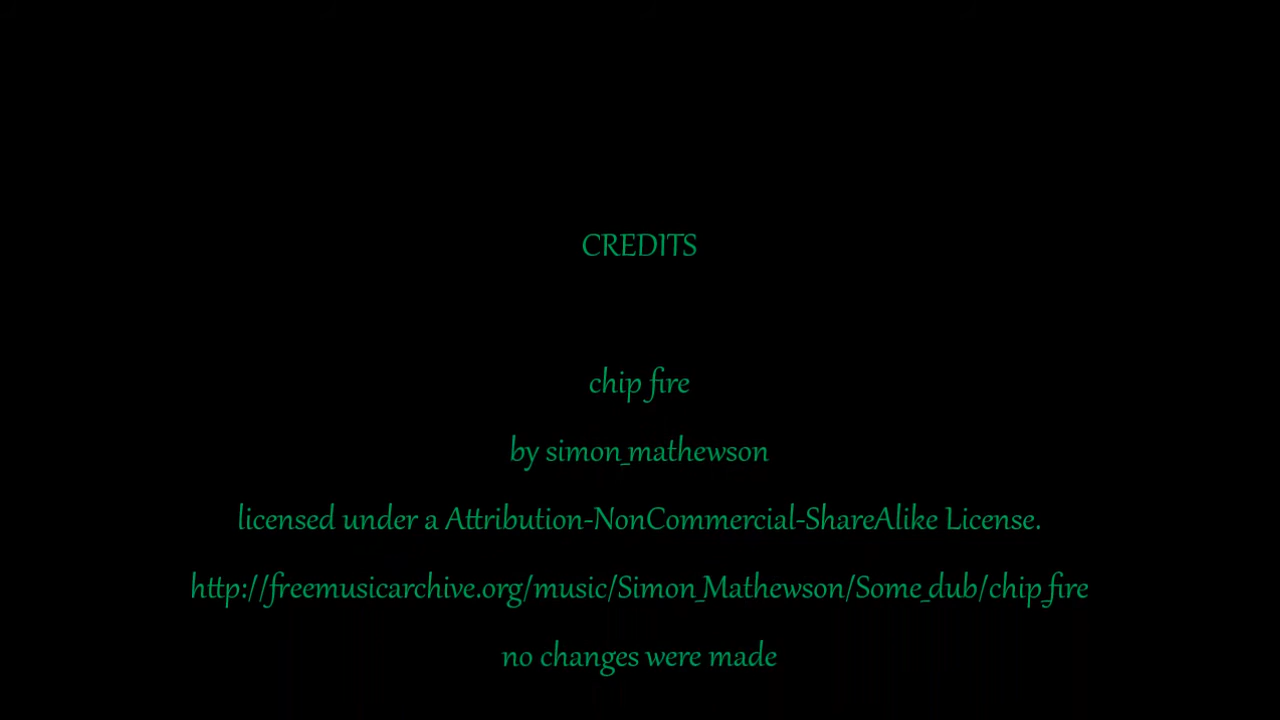 CREDITS
chip fire
by simon_mathewson
licensed under a Attribution-NonCommercial-ShareAlike License.
http://freemusicarchive.org/music/Simon_Mathewson/Some_dub/chip_fire
no changes were made